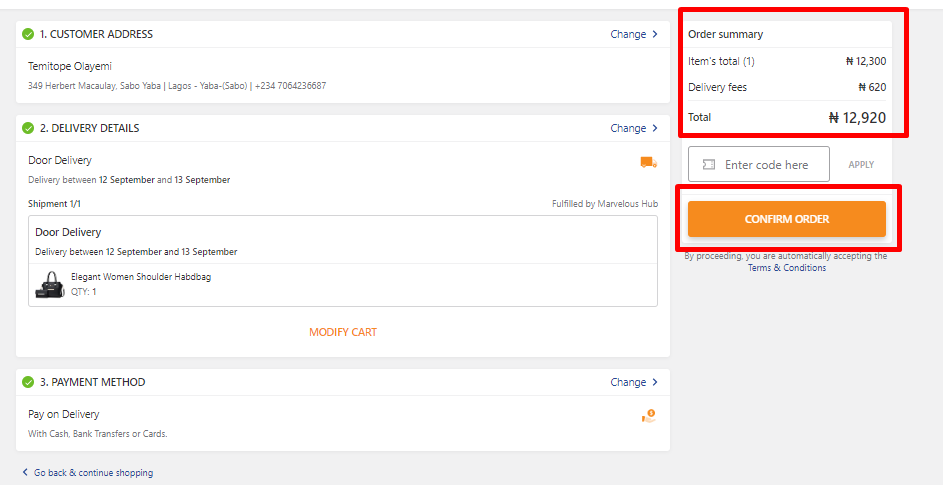 1. CUSTOMER ADDRESS
Change >
Temitope Olayemi
349 Herbert Macaulay, Sabo Yaba | Lagos - Yaba-(Sabo) | +234 7064236687
2. DELIVERY DETAILS
Change >
Door Delivery
Delivery between 12 September and 13 September
Shipment 1/1
Fulfilled by Marvelous Hub
Door Delivery
Delivery between 12 September and 13 September
Elegant Women Shoulder Habdbag
QTY: 1
MODIFY CART
3. PAYMENT METHOD
Change >
Pay on Delivery
With Cash, Bank Transfers or Cards.
< Go back & continue shopping
Order summary
Item's total (1) ₦ 12,300
Delivery fees ₦ 620
Total ₦ 12,920
Enter code here APPLY
CONFIRM ORDER
By proceeding, you are automatically accepting the
Terms & Conditions